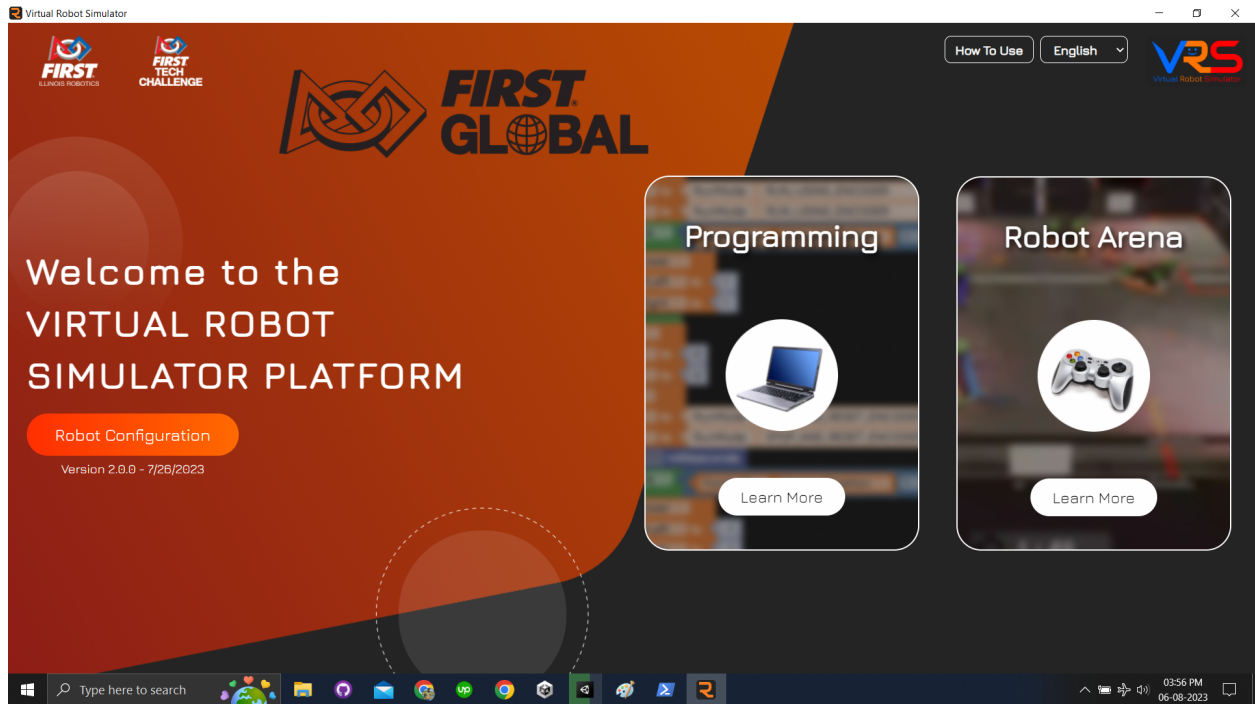 Virtual Robot Simulator
FIRST
ILLINOIS ROBOTICS
FIRST
TECH
CHALLENGE
FIRST
GLOBAL
How To Use
English
VRS
Virtual Robot Simulator
Welcome to the
VIRTUAL ROBOT
SIMULATOR PLATFORM
Robot Configuration
Version 2.0.0 - 7/26/2023
Programming
Learn More
Robot Arena
Learn More
Type here to search
up
03:56 PM
06-08-2023